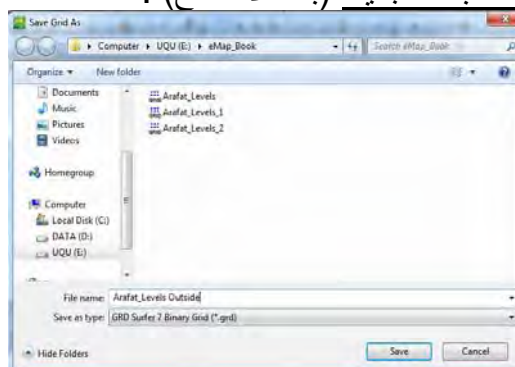 Save Grid As
Computer ▸ UQU (E:) ▸ eMap_Book
Search eMap_Book
Organize
New folder
Documents
Music
Pictures
Videos
Homegroup
Computer
Local Disk (C:)
DATA (D:)
UQU (E:)
Arafat_Levels
Arafat_Levels_1
Arafat_Levels_2
File name: Arafat_Levels Outside
Save as type: GRD Surfer 7 Binary Grid (*.grd)
Hide Folders
Save
Cancel